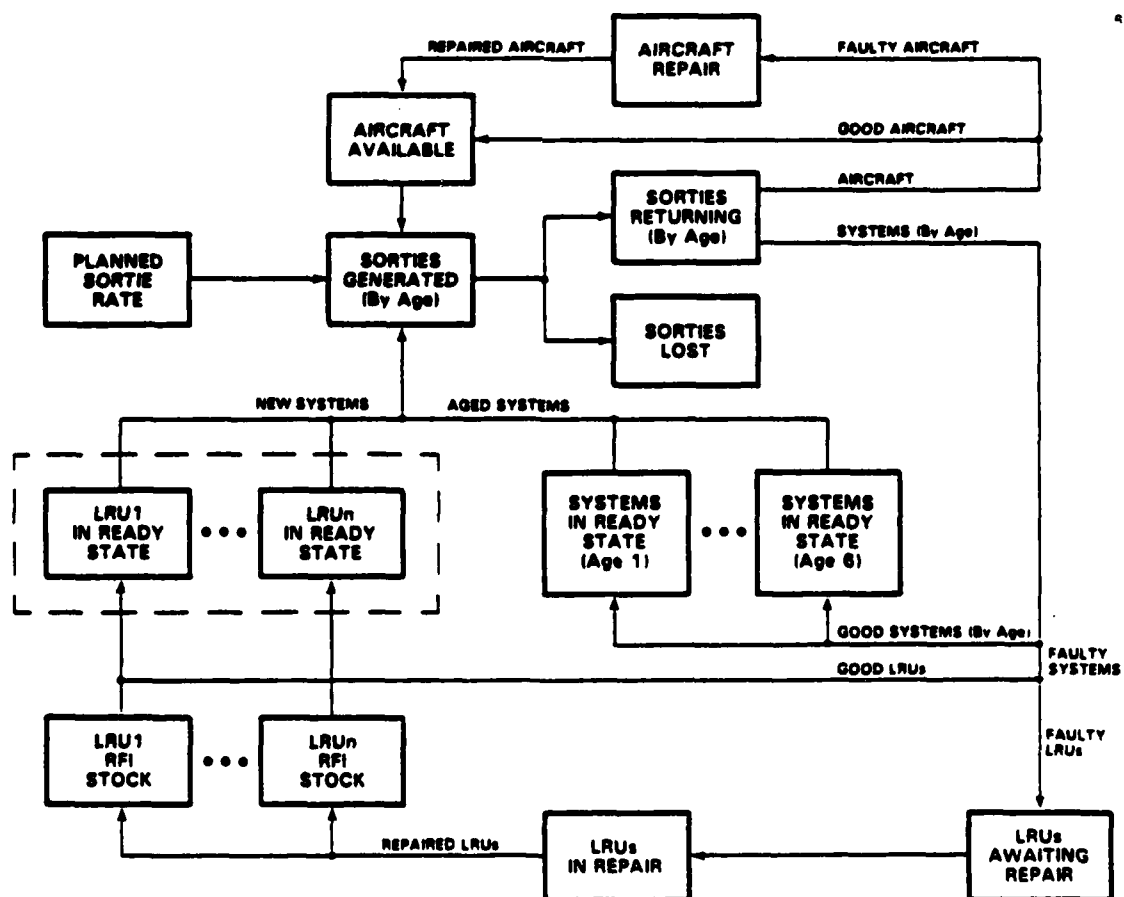 REPAIRED AIRCRAFT
AIRCRAFT
REPAIR
FAULTY AIRCRAFT
AIRCRAFT
AVAILABLE
GOOD AIRCRAFT
SORTIES
RETURNING
(By Age)
AIRCRAFT
SYSTEMS (By Age)
PLANNED
SORTIE
RATE
SORTIES
GENERATED
(By Age)
SORTIES
LOST
NEW SYSTEMS
AGED SYSTEMS
LRU1
IN READY
STATE
•••
LRUn
IN READY
STATE
SYSTEMS
IN READY
STATE
(Age 1)
•••
SYSTEMS
IN READY
STATE
(Age 6)
GOOD SYSTEMS (By Age)
FAULTY
SYSTEMS
GOOD LRUs
LRU1
RFI
STOCK
•••
LRUn
RFI
STOCK
FAULTY
LRUs
REPAIRED LRUs
LRUs
IN REPAIR
LRUs
AWAITING
REPAIR